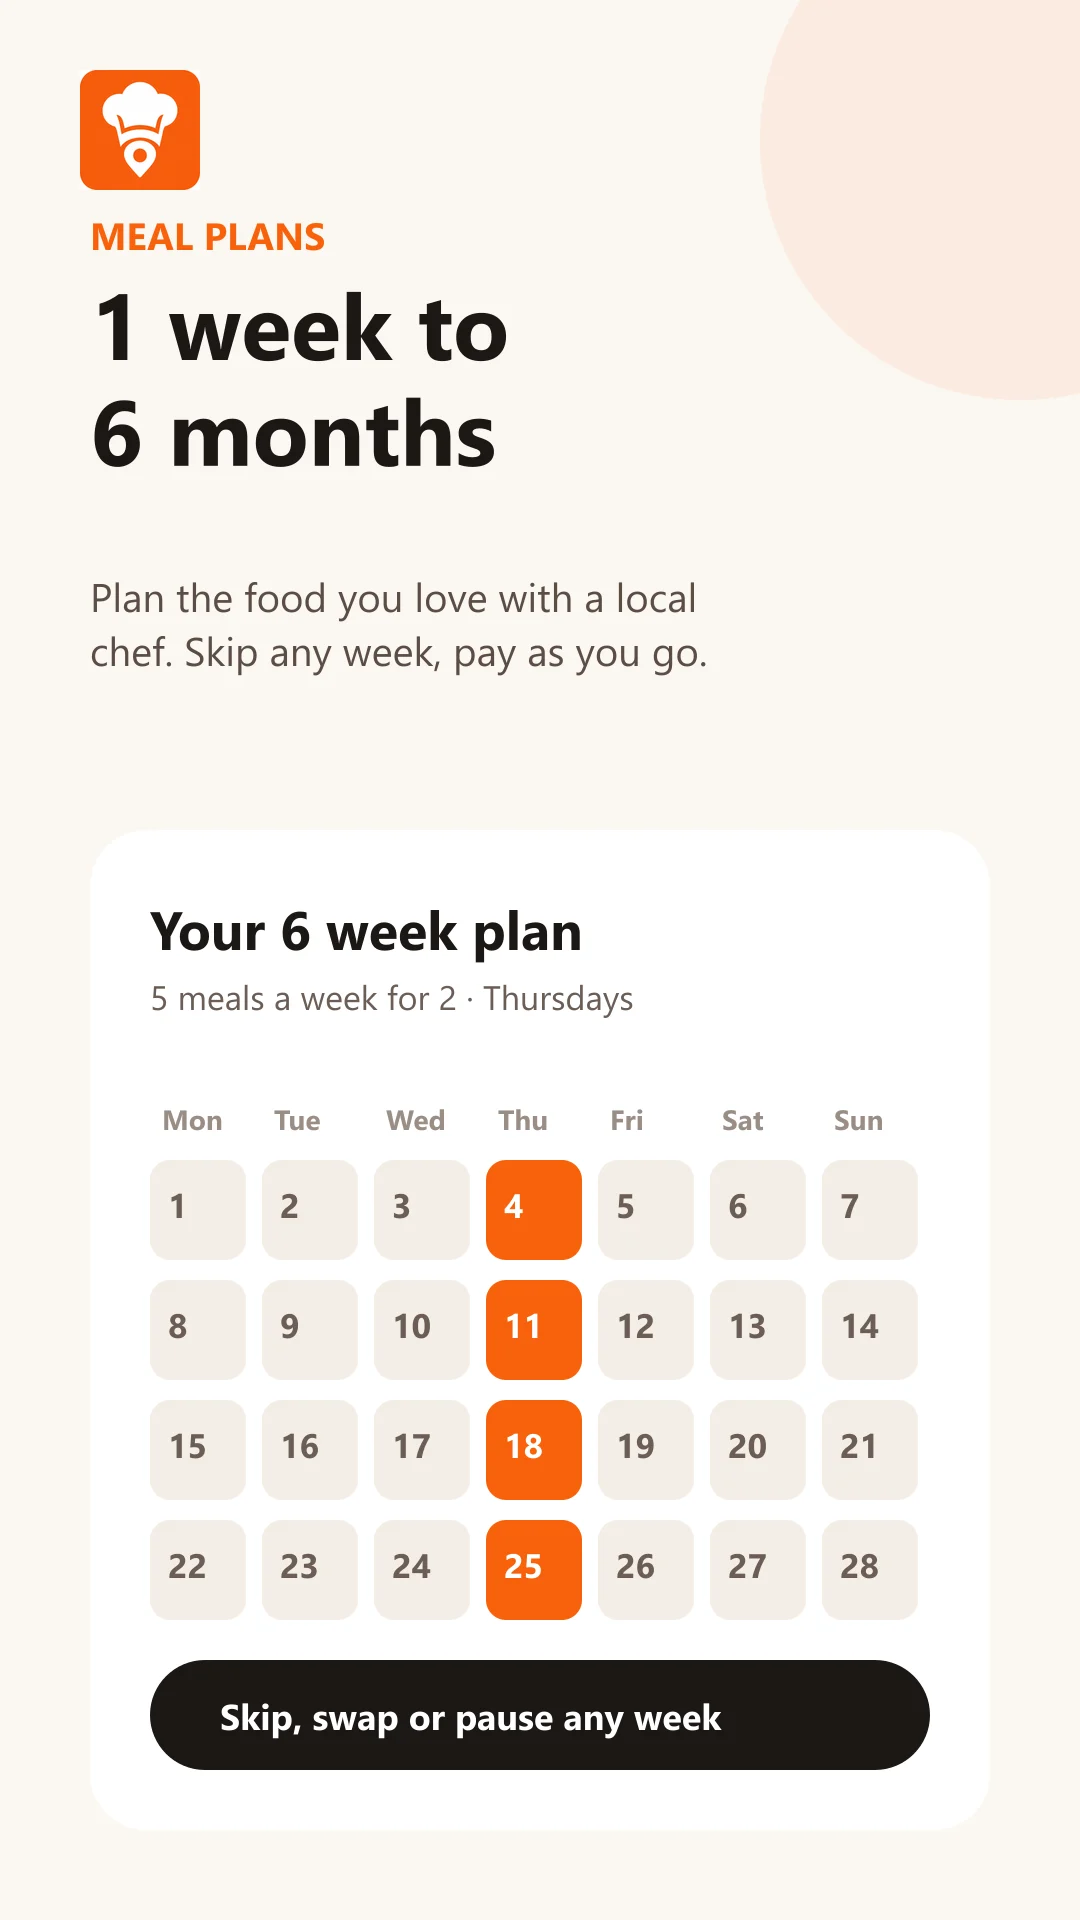 MEAL PLANS
1 week to
6 months
Plan the food you love with a local
chef. Skip any week, pay as you go.
Your 6 week plan
5 meals a week for 2 · Thursdays
Mon Tue Wed Thu Fri Sat Sun
1 2 3 4 5 6 7
8 9 10 11 12 13 14
15 16 17 18 19 20 21
22 23 24 25 26 27 28
Skip, swap or pause any week